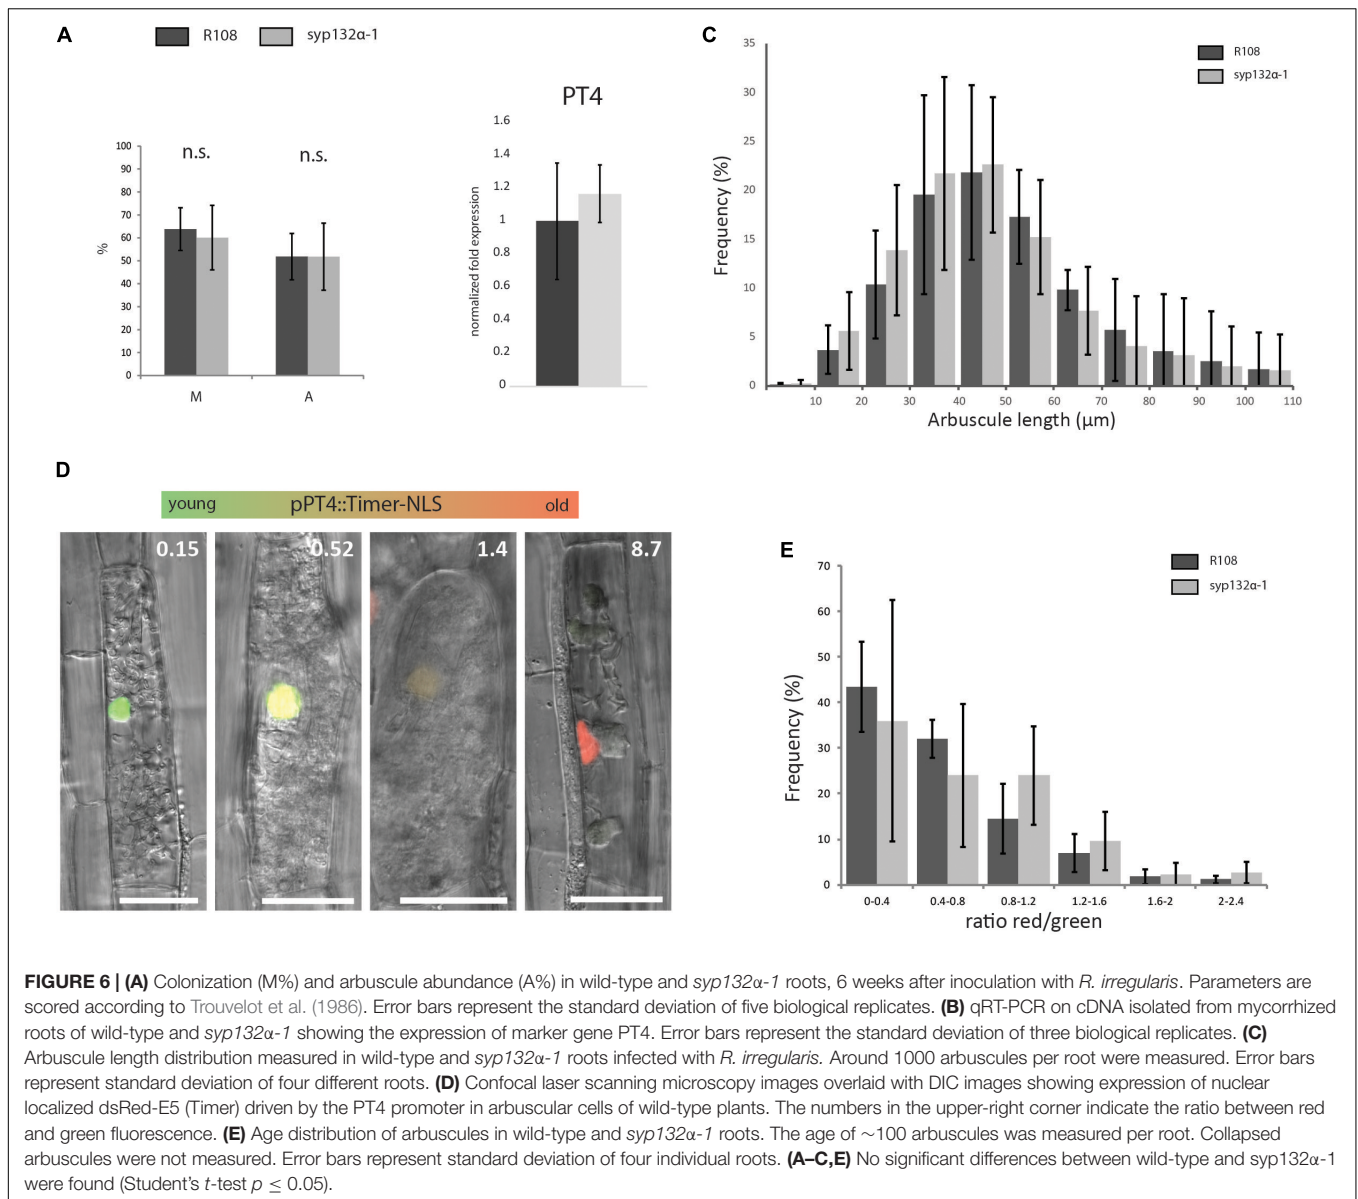 A
R108
syp132α-1
n.s.
n.s.
100
90
80
70
60
50
40
30
20
10
0
%
M
A
PT4
1.6
1.4
1.2
1
0.8
0.6
0.4
0.2
0
normalized fold expression
C
R108
syp132α-1
35
30
25
20
15
10
5
0
Frequency (%)
10 20 30 40 50 60 70 80 90 100 110
Arbuscule length (µm)
D
young pPT4::Timer-NLS old
0.15 0.52 1.4 8.7
E
R108
syp132α-1
70
60
50
40
30
20
10
0
Frequency (%)
0-0.4 0.4-0.8 0.8-1.2 1.2-1.6 1.6-2 2-2.4
ratio red/green
FIGURE 6 | (A) Colonization (M%) and arbuscule abundance (A%) in wild-type and syp132α-1 roots, 6 weeks after inoculation with R. irregularis. Parameters are
scored according to Trouvelot et al. (1986). Error bars represent the standard deviation of five biological replicates. (B) qRT-PCR on cDNA isolated from mycorrhized
roots of wild-type and syp132α-1 showing the expression of marker gene PT4. Error bars represent the standard deviation of three biological replicates. (C)
Arbuscule length distribution measured in wild-type and syp132α-1 roots infected with R. irregularis. Around 1000 arbuscules per root were measured. Error bars
represent standard deviation of four different roots. (D) Confocal laser scanning microscopy images overlaid with DIC images showing expression of nuclear
localized dsRed-E5 (Timer) driven by the PT4 promoter in arbuscular cells of wild-type plants. The numbers in the upper-right corner indicate the ratio between red
and green fluorescence. (E) Age distribution of arbuscules in wild-type and syp132α-1 roots. The age of ~100 arbuscules was measured per root. Collapsed
arbuscules were not measured. Error bars represent standard deviation of four individual roots. (A–C,E) No significant differences between wild-type and syp132α-1
were found (Student's t-test p ≤ 0.05).